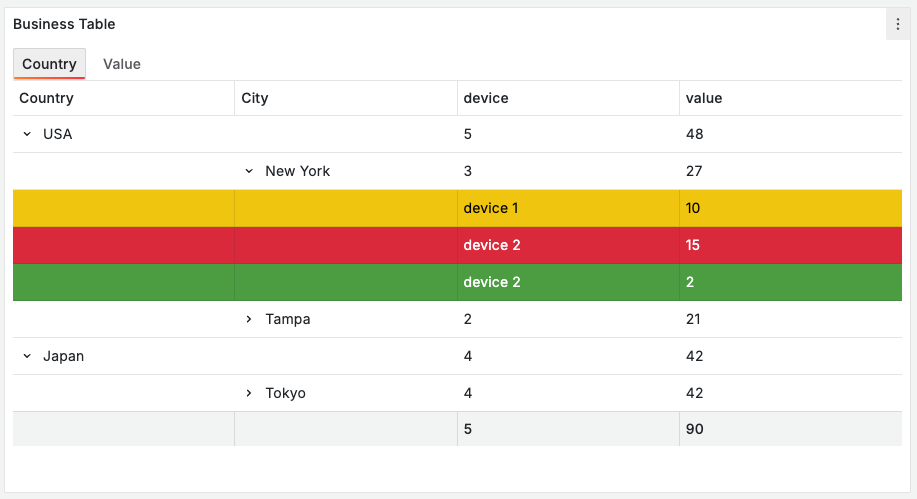 Business Table
Country Value
Country City device value
USA 5 48
New York 3 27
device 1 10
device 2 15
device 2 2
Tampa 2 21
Japan 4 42
Tokyo 4 42
5 90